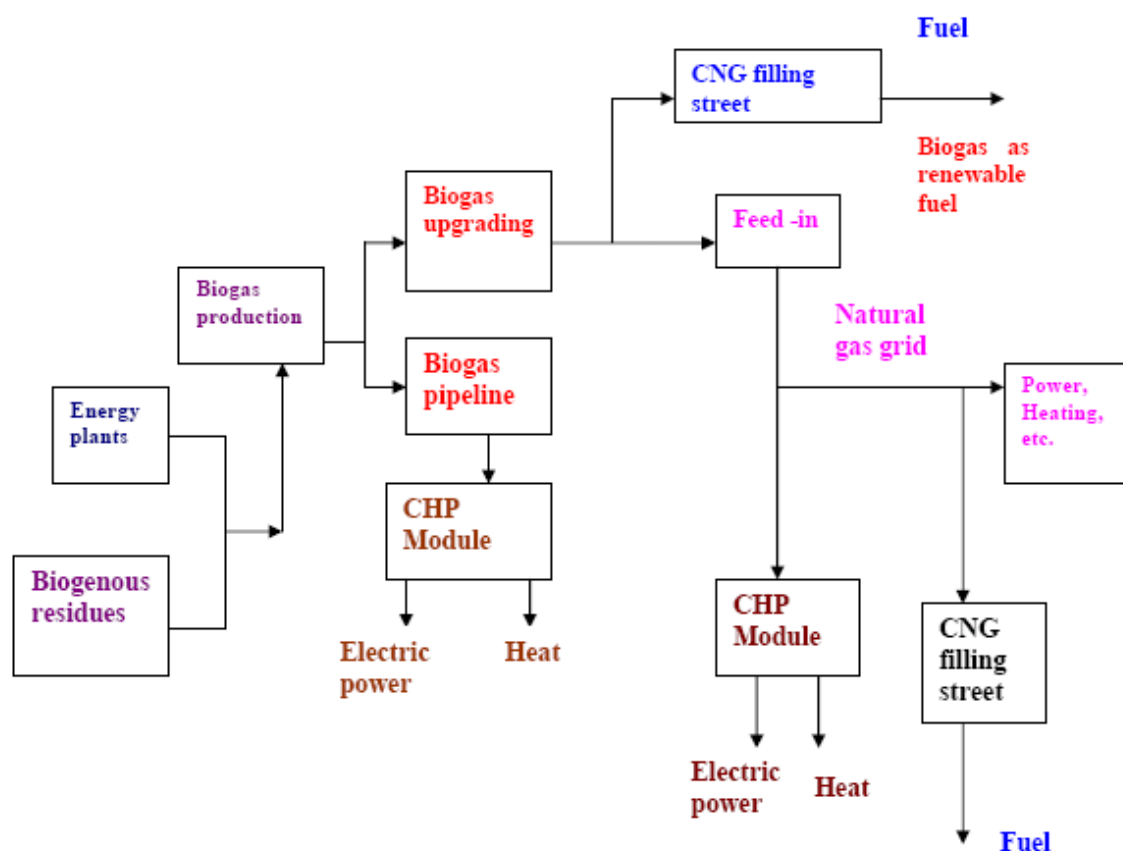 Fuel
CNG filling
street
Biogas as
renewable
fuel
Biogas
upgrading
Feed -in
Biogas
production
Natural
gas grid
Biogas
pipeline
Power,
Heating,
etc.
Energy
plants
CHP
Module
Biogenous
residues
Electric
power
Heat
CHP
Module
CNG
filling
street
Electric
power
Heat
Fuel